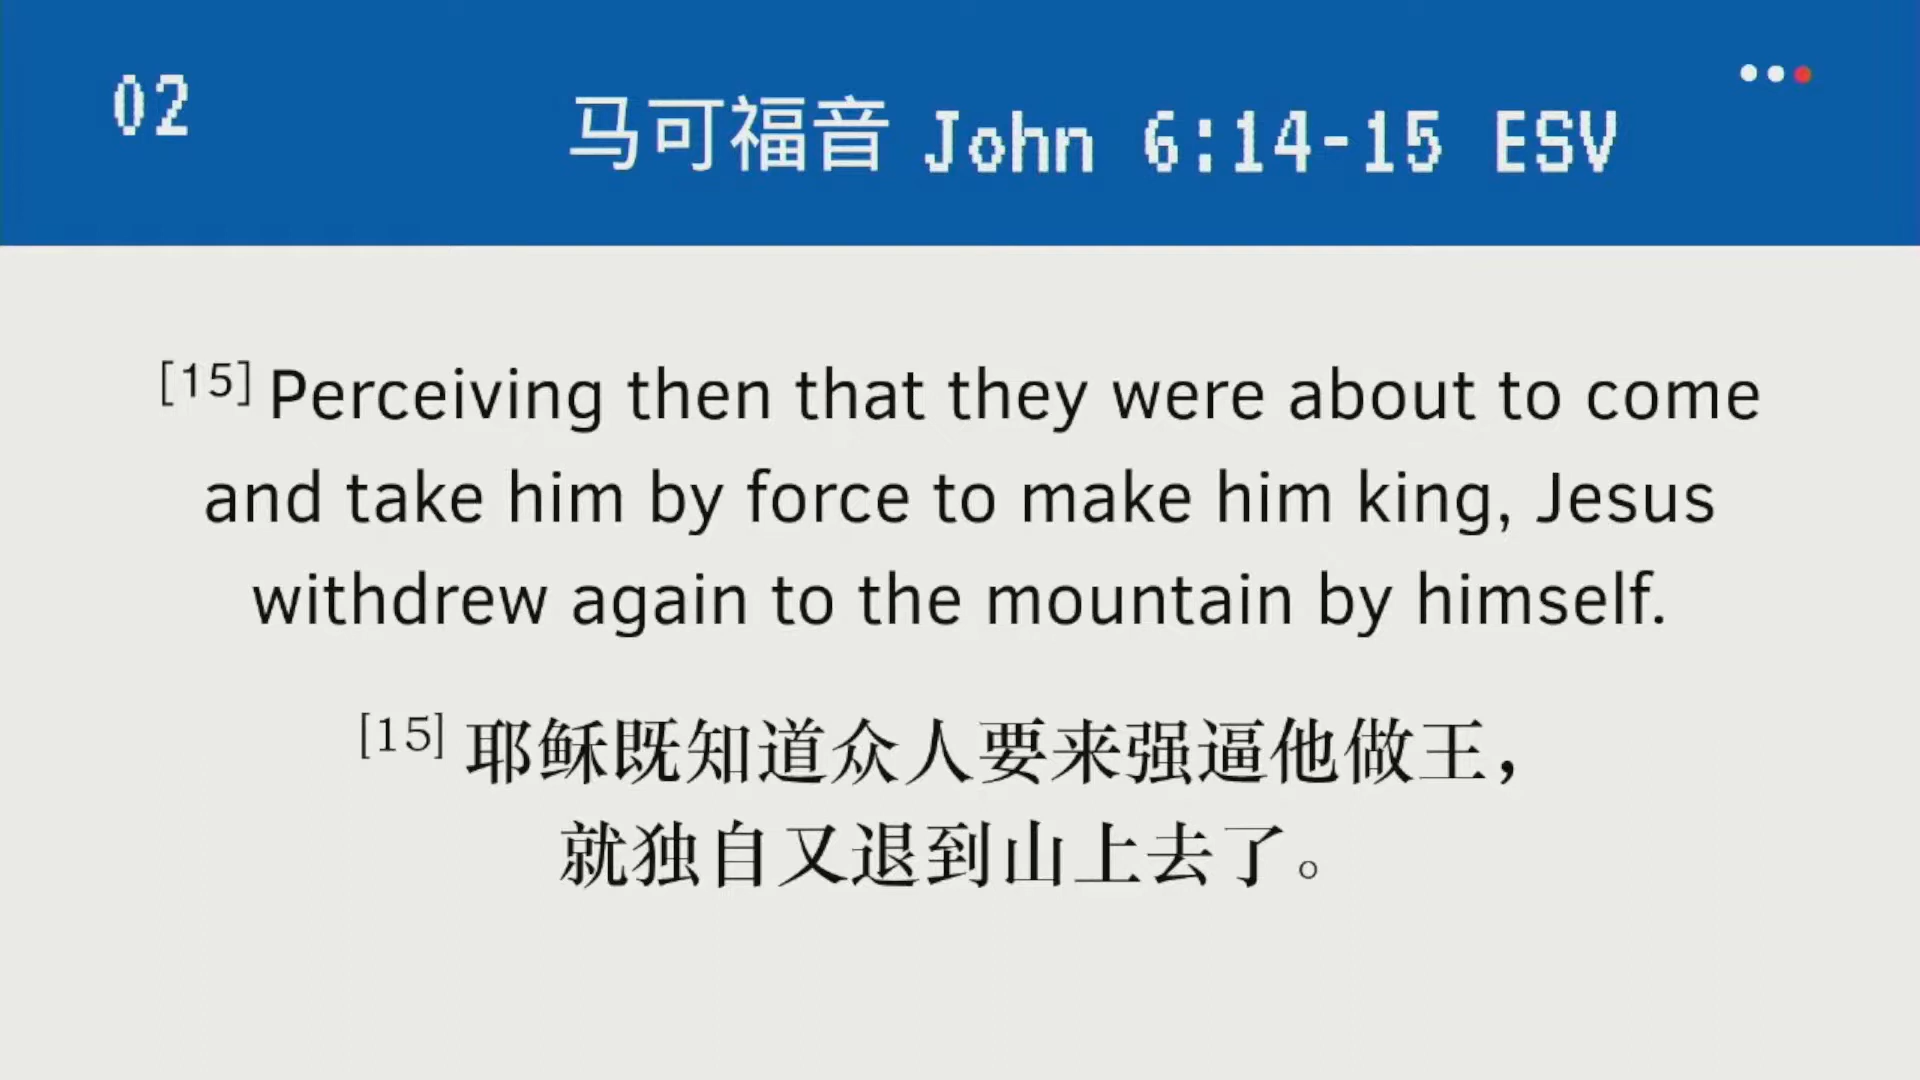 02
马可福音 John 6:14-15 ESV
[15] Perceiving then that they were about to come
and take him by force to make him king, Jesus
withdrew again to the mountain by himself.
[15] 耶稣既知道众人要来强逼他做王，
就独自又退到山上去了。